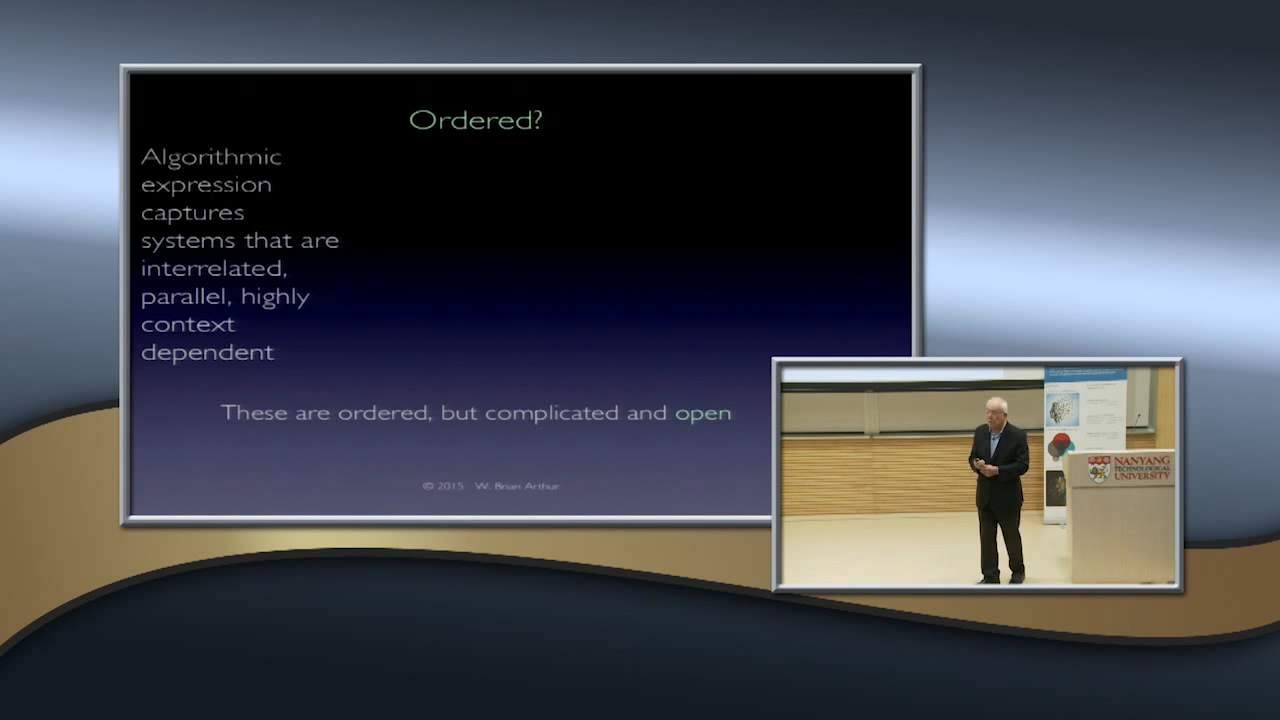 Ordered?
Algorithmic
expression
captures
systems that are
interrelated,
parallel, highly
context
dependent
These are ordered, but complicated and open
© 2015 W. Brian Arthur
NANYANG
TECHNOLOGICAL
UNIVERSITY